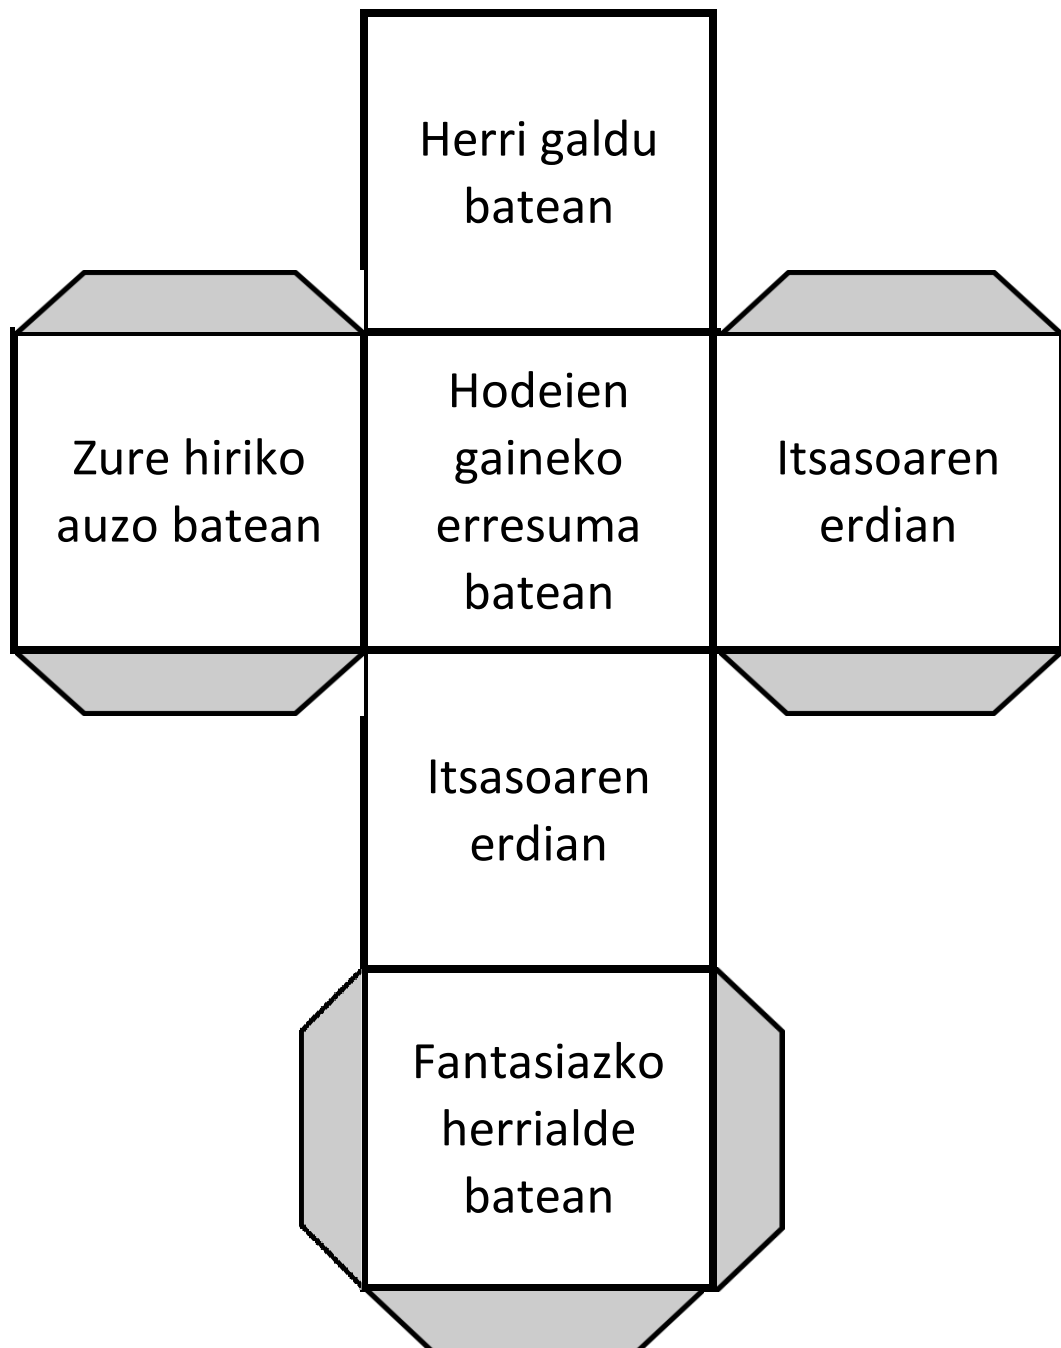 Herri galdu
batean
Zure hiriko
auzo batean
Hodeien
gaineko
erresuma
batean
Itsasoaren
erdian
Itsasoaren
erdian
Fantasiazko
herrialde
batean